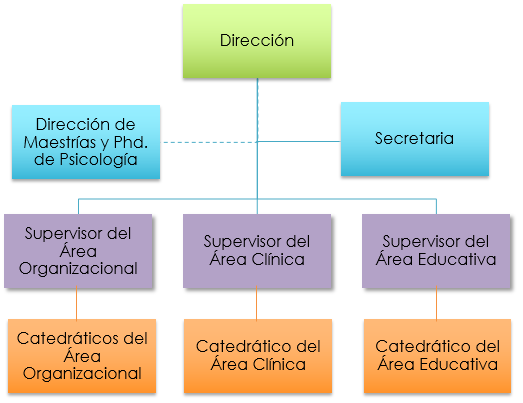 Dirección
Dirección de
Maestrías y Phd.
de Psicología
Secretaria
Supervisor del
Área
Organizacional
Supervisor del
Área Clínica
Supervisor del
Área Educativa
Catedráticos del
Área
Organizacional
Catedrático del
Área Clínica
Catedrático del
Área Educativa